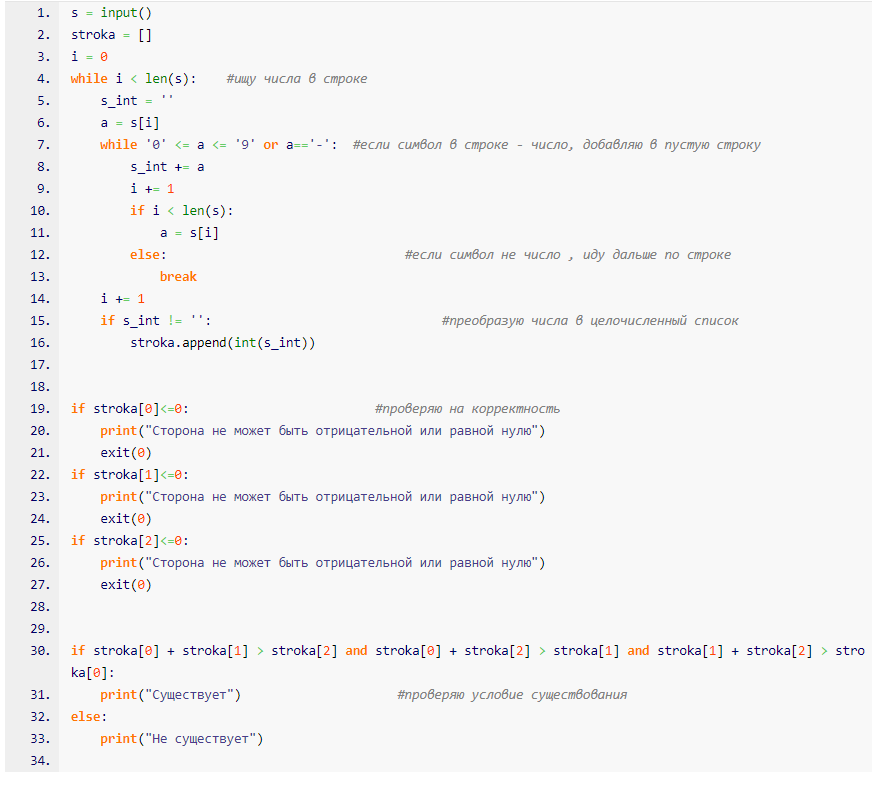 1. s = input()
2. stroka = []
3. i = 0
4. while i < len(s):    #ищу числа в строке
5.     s_int = ''
6.     a = s[i]
7.     while '0' <= a <= '9' or a=='-':  #если символ в строке - число, добавляю в пустую строку
8.         s_int += a
9.         i += 1
10.         if i < len(s):
11.             a = s[i]
12.         else:                                #если символ не число , иду дальше по строке
13.             break
14.     i += 1
15.     if s_int != '':                               #преобразую числа в целочисленный список
16.         stroka.append(int(s_int))
17.
18.
19. if stroka[0]<=0:                         #проверяю на корректность
20.     print("Сторона не может быть отрицательной или равной нулю")
21.     exit(0)
22. if stroka[1]<=0:
23.     print("Сторона не может быть отрицательной или равной нулю")
24.     exit(0)
25. if stroka[2]<=0:
26.     print("Сторона не может быть отрицательной или равной нулю")
27.     exit(0)
28.
29.
30. if stroka[0] + stroka[1] > stroka[2] and stroka[0] + stroka[2] > stroka[1] and stroka[1] + stroka[2] > stro
ka[0]:
31.     print("Существует")                     #проверяю условие существования
32. else:
33.     print("Не существует")
34.